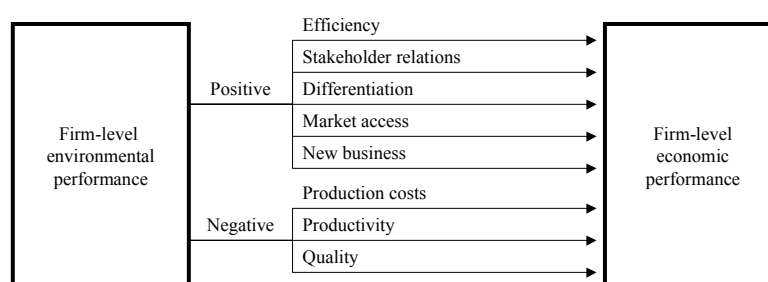 Efficiency
Stakeholder relations
Positive
Differentiation
Market access
New business
Firm-level
environmental
performance
Firm-level
economic
performance
Production costs
Negative
Productivity
Quality